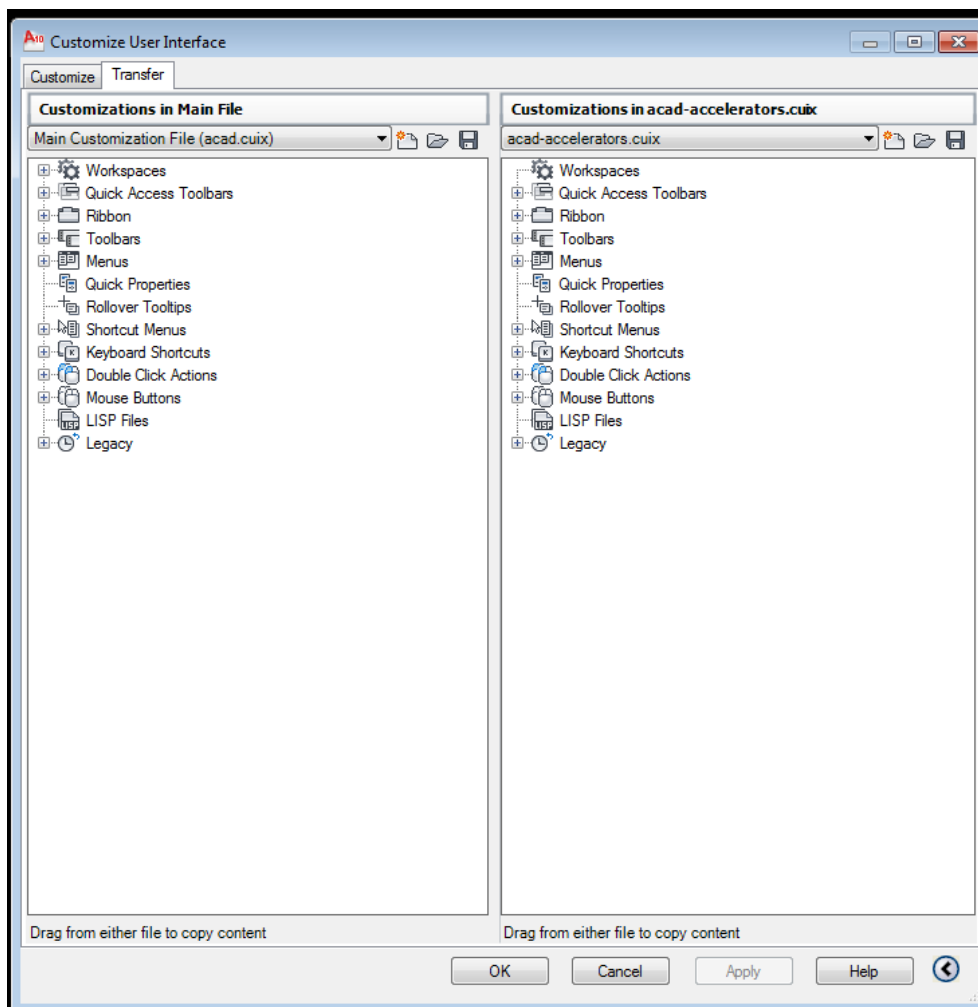 Customize User Interface
Customize Transfer
Customizations in Main File
Main Customization File (acad.cuix)
Workspaces
Quick Access Toolbars
Ribbon
Toolbars
Menus
Quick Properties
Rollover Tooltips
Shortcut Menus
Keyboard Shortcuts
Double Click Actions
Mouse Buttons
LISP Files
Legacy
Drag from either file to copy content
Customizations in acad-accelerators.cuix
acad-accelerators.cuix
Workspaces
Quick Access Toolbars
Ribbon
Toolbars
Menus
Quick Properties
Rollover Tooltips
Shortcut Menus
Keyboard Shortcuts
Double Click Actions
Mouse Buttons
LISP Files
Legacy
Drag from either file to copy content
OK Cancel Apply Help